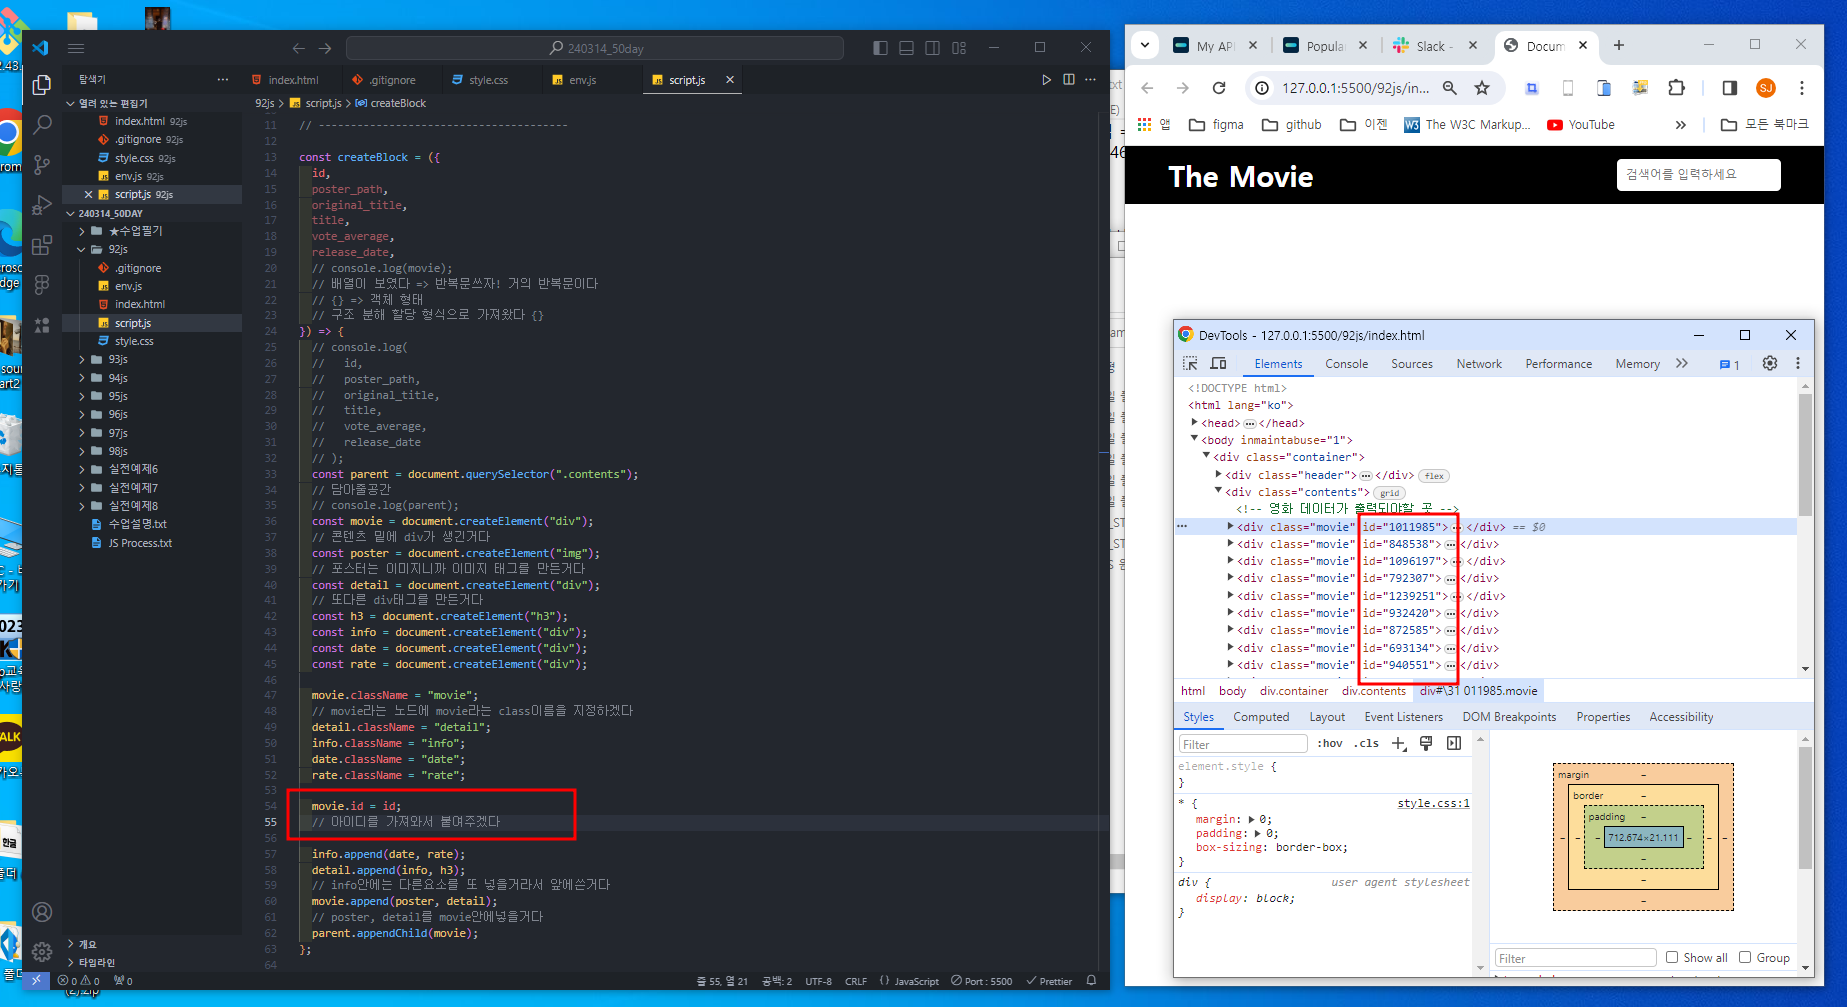 240314_50day
탐색기
index.html
.gitignore
style.css
env.js
script.js
92js > script.js > createBlock
열려 있는 편집기
index.html 92js
.gitignore 92js
style.css 92js
env.js 92js
script.js 92js
240314_50DAY
★수업필기
92js
.gitignore
env.js
index.html
script.js
style.css
93js
94js
95js
96js
97js
98js
실전예제6
실전예제7
실전예제8
수업설명.txt
JS Process.txt
개요
타임라인
11 // ---------------------------------------
12
13 const createBlock = ({
14 id,
15 poster_path,
16 original_title,
17 title,
18 vote_average,
19 release_date,
20 // console.log(movie);
21 // 배열이 보였다 => 반복문쓰자! 거의 반복문이다
22 // {} => 객체 형태
23 // 구조 분해 할당 형식으로 가져왔다 {}
24 }) => {
25 // console.log(
26 //   id,
27 //   poster_path,
28 //   original_title,
29 //   title,
30 //   vote_average,
31 //   release_date
32 // );
33 const parent = document.querySelector(".contents");
34 // 담아줄공간
35 // console.log(parent);
36 const movie = document.createElement("div");
37 // 콘텐츠 밑에 div가 생긴거다
38 const poster = document.createElement("img");
39 // 포스터는 이미지니까 이미지 태그를 만든거다
40 const detail = document.createElement("div");
41 // 또다른 div태그를 만든거다
42 const h3 = document.createElement("h3");
43 const info = document.createElement("div");
44 const date = document.createElement("div");
45 const rate = document.createElement("div");
46
47 movie.className = "movie";
48 // movie라는 노드에 movie라는 class이름을 지정하겠다
49 detail.className = "detail";
50 info.className = "info";
51 date.className = "date";
52 rate.className = "rate";
53
54 movie.id = id;
55 // 아이디를 가져와서 붙여주겠다
56
57 info.append(date, rate);
58 detail.append(info, h3);
59 // info안에는 다른요소를 또 넣을거라서 앞에쓴거다
60 movie.append(poster, detail);
61 // poster, detail를 movie안에넣을거다
62 parent.appendChild(movie);
63 };
64
0 0 0
줄 55, 열 21 공백: 2 UTF-8 CRLF {} JavaScript Port : 5500 Prettier
My API
Popular
Slack -
Docum
127.0.0.1:5500/92js/in...
SJ
앱
figma
github
이젠
W3 The W3C Markup...
YouTube
모든 북마크
The Movie
검색어를 입력하세요
DevTools - 127.0.0.1:5500/92js/index.html
Elements Console Sources Network Performance Memory 1
<!DOCTYPE html>
<html lang="ko">
<head> ••• </head>
<body inmaintabuse="1">
<div class="container">
<div class="header"> ••• </div> flex
<div class="contents"> grid
<!-- 영화 데이터가 출력되야할 곳 -->
<div class="movie" id="1011985"> ••• </div> == $0
<div class="movie" id="848538"> ••• </div>
<div class="movie" id="1096197"> ••• </div>
<div class="movie" id="792307"> ••• </div>
<div class="movie" id="1239251"> ••• </div>
<div class="movie" id="932420"> ••• </div>
<div class="movie" id="872585"> ••• </div>
<div class="movie" id="693134"> ••• </div>
<div class="movie" id="940551"> ••• </div>
html body div.container div.contents div#\31 011985.movie
Styles Computed Layout Event Listeners DOM Breakpoints Properties Accessibility
Filter :hov .cls
element.style {
}
* { style.css:1
margin: 0;
padding: 0;
box-sizing: border-box;
}
div { user agent stylesheet
display: block;
}
margin -
border -
padding -
712.674×21.111
Filter Show all Group